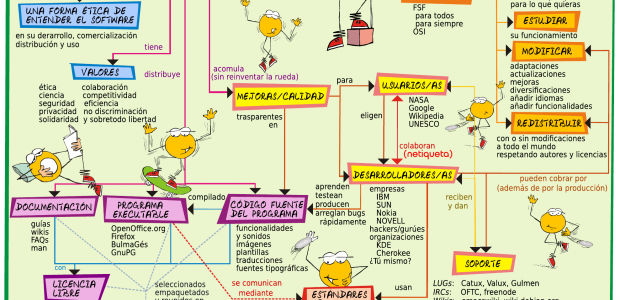 UNA FORMA ÉTICA DE
ENTENDER EL SOFTWARE
en su derarrollo, comercialización
distribución y uso
tiene
VALORES
distribuye
ética
ciencia
seguridad
privacidad
solidaridad
colaboración
competitividad
eficiencia
no discriminación
y sobretodo libertad
DOCUMENTACIÓN
guías
wikis
FAQs
man
PROGRAMA
EXECUTABLE
OpenOffice.org
Firefox
BulmaGés
GnuPG
compilado
CÓDIGO FUENTE
DEL PROGRAMA
funcionalidades
y sonidos
imágenes
plantillas
traducciones
fuentes tipográficas
con
LICENCIA
LIBRE
seleccionados
empaquetados
y reunidos en
se comunican
mediante
ESTÁNDARES
usan
acomula
(sin reinventar la rueda)
MEJORAS/CALIDAD
trasparentes
en
para
FSF
para todos
para siempre
OSI
USUARIOS/AS
eligen
NASA
Google
Wikipedia
UNESCO
colaboran
(netiqueta)
DESARROLLADORES/AS
aprenden
testean
producen
arreglan bugs
rápidamente
empresas
IBM
SUN
Nokia
NOVELL
hackers/gurúes
organizaciones
KDE
Cherokee
¿Tú mismo?
reciben
y dan
para lo que quieras
ESTUDIAR
su funcionamiento
MODIFICAR
adaptaciones
actualizaciones
mejoras
diversificaciones
añadir idiomas
añadir funcionalidades
REDISTRIBUIR
con o sin modificaciones
a todo el mundo
respetando autores y licencias
pueden cobrar por
(además de por la producción)
SOPORTE
LUGs: Catux, Valux, Gulmen
IRCs: OFTC, freenode